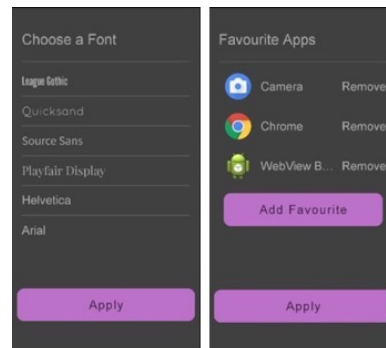 Choose a Font
League Gothic
Quicksand
Source Sans
Playfair Display
Helvetica
Arial
Apply
Favourite Apps
Camera Remove
Chrome Remove
WebView B... Remove
Add Favourite
Apply